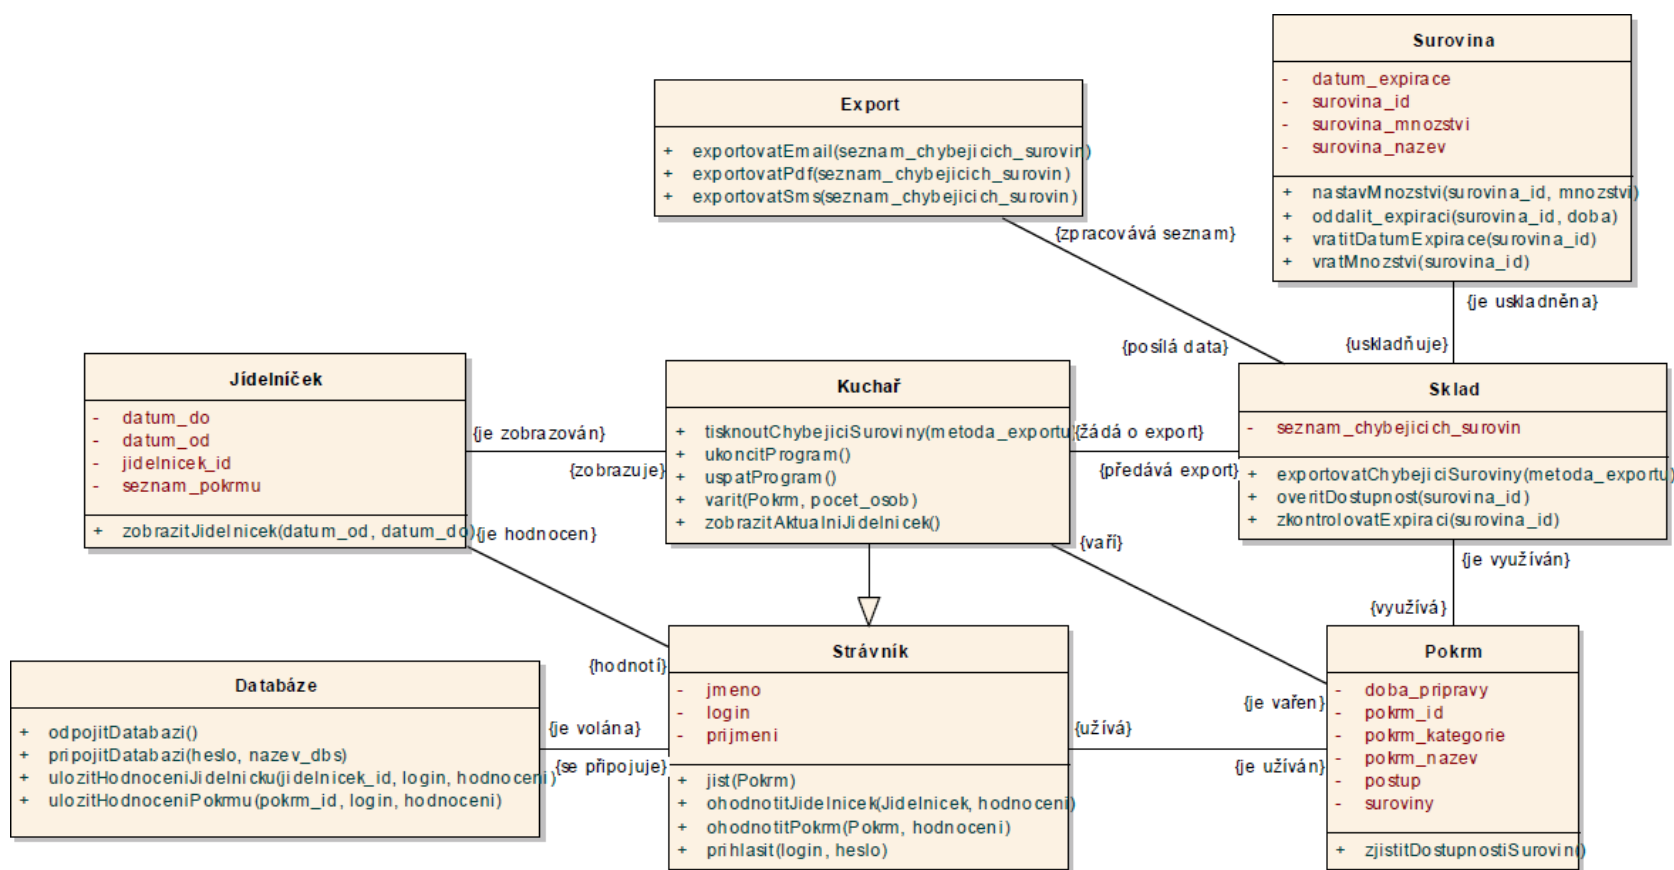 Surovina
- datum_expirace
- surovina_id
- surovina_mnozstvi
- surovina_nazev
+ nastavMnozstvi(surovina_id, mnozstvi)
+ oddalit_expiraci(surovina_id, doba)
+ vratitDatumExpirace(surovina_id)
+ vratMnozstvi(surovina_id)
Export
+ exportovatEmail(seznam_chybejicich_surovin)
+ exportovatPdf(seznam_chybejicich_surovin)
+ exportovatSms(seznam_chybejicich_surovin)
{zpracovává seznam}
{posílá data}
{je uskladněna}
{uskladňuje}
Jídelníček
- datum_do
- datum_od
- jidelnicek_id
- seznam_pokrmu
+ zobrazitJidelnicek(datum_od, datum_do)
{je zobrazován}
{zobrazuje}
{je hodnocen}
{hodnotí}
Kuchař
+ tisknoutChybejiciSuroviny(metoda_exportu)
+ ukoncitProgram()
+ uspatProgram()
+ varit(Pokrm, pocet_osob)
+ zobrazitAktualniJidelnicek()
{žádá o export}
{předává export}
{vaří}
{je vařen}
Sklad
- seznam_chybejicich_surovin
+ exportovatChybejiciSuroviny(metoda_exportu)
+ overitDostupnost(surovina_id)
+ zkontrolovatExpiraci(surovina_id)
{je využíván}
{využívá}
Databáze
+ odpojitDatabazi()
+ pripojitDatabazi(heslo, nazev_dbs)
+ ulozitHodnoceniJidelnicku(jidelnicek_id, login, hodnoceni)
+ ulozitHodnoceniPokrmu(pokrm_id, login, hodnoceni)
{je volána}
{se připojuje}
Strávník
- jmeno
- login
- prijmeni
+ jist(Pokrm)
+ ohodnotitJidelnicek(Jidelnicek, hodnoceni)
+ ohodnotitPokrm(Pokrm, hodnoceni)
+ prihlasit(login, heslo)
{užívá}
{je užíván}
Pokrm
- doba_pripravy
- pokrm_id
- pokrm_kategorie
- pokrm_nazev
- postup
- suroviny
+ zjistitDostupnostiSurovin()